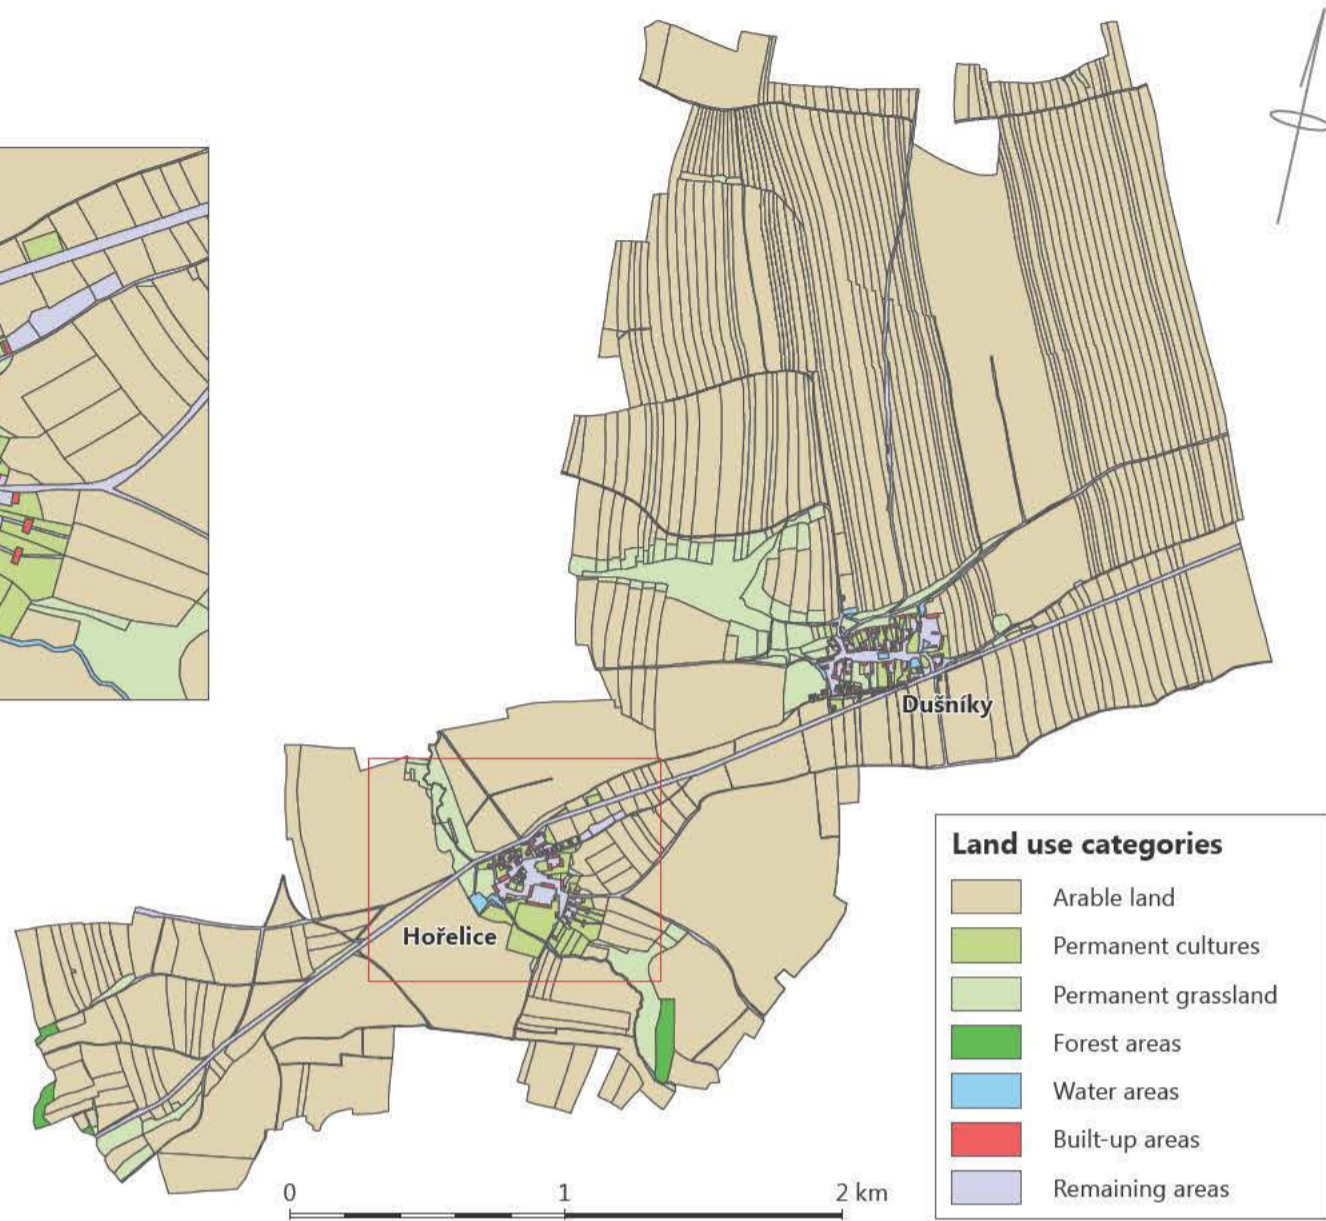 Dušníky
Hořelice
Land use categories
Arable land
Permanent cultures
Permanent grassland
Forest areas
Water areas
Built-up areas
Remaining areas
0 1 2 km